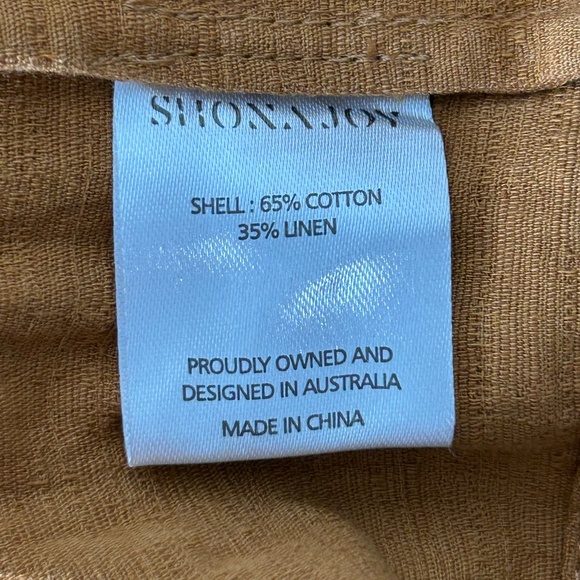 SHONA JOY
SHELL : 65% COTTON
35% LINEN
PROUDLY OWNED AND
DESIGNED IN AUSTRALIA
MADE IN CHINA